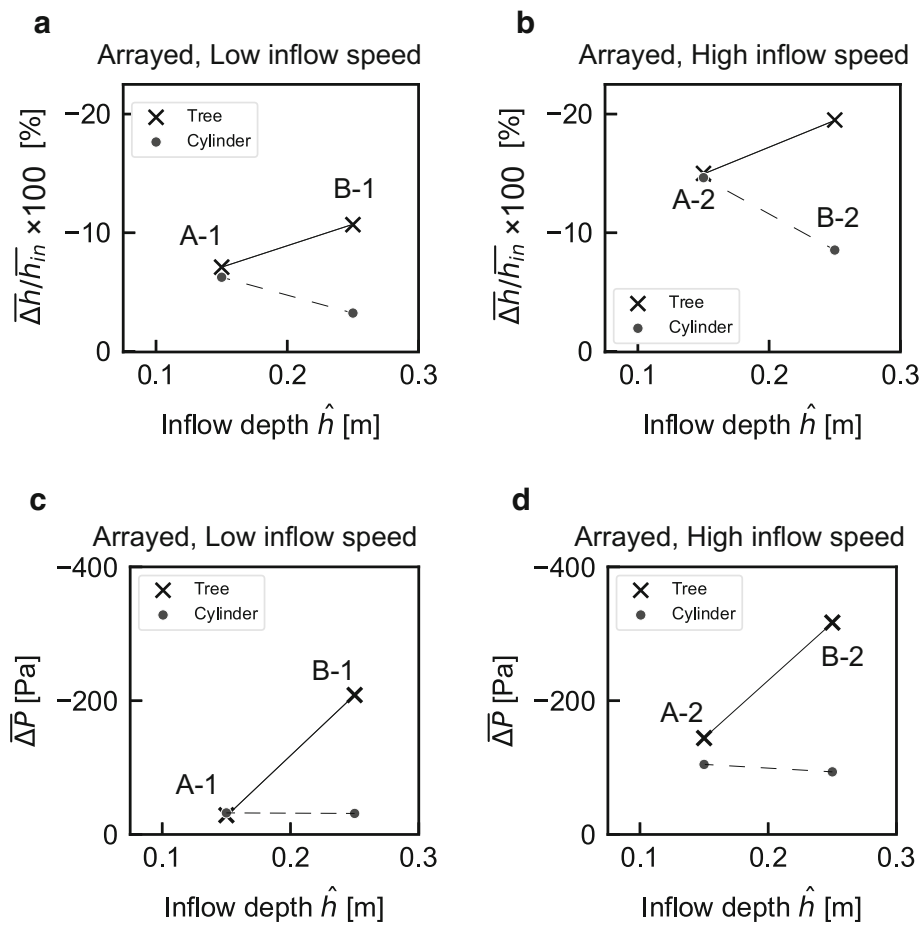 a
Arrayed, Low inflow speed
Δh/h_in ×100 [%]
−20
−10
0
Tree
Cylinder
A-1
B-1
0.1
0.2
0.3
Inflow depth ĥ [m]
b
Arrayed, High inflow speed
Δh/h_in ×100 [%]
−20
−10
0
A-2
B-2
Tree
Cylinder
0.1
0.2
0.3
Inflow depth ĥ [m]
c
Arrayed, Low inflow speed
ΔP [Pa]
−400
−200
0
Tree
Cylinder
B-1
A-1
0.1
0.2
0.3
Inflow depth ĥ [m]
d
Arrayed, High inflow speed
ΔP [Pa]
−400
−200
0
Tree
Cylinder
B-2
A-2
0.1
0.2
0.3
Inflow depth ĥ [m]